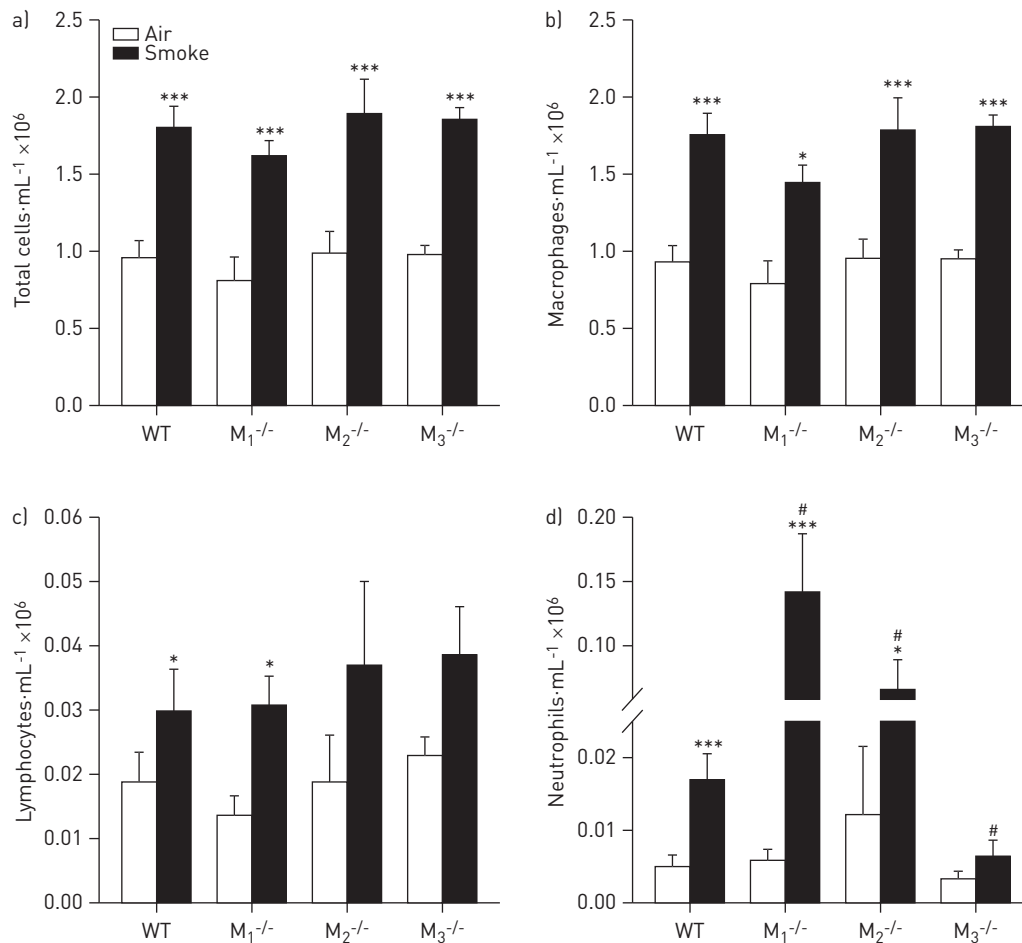 a)
Air
Smoke
Total cells·mL⁻¹ ×10⁶
2.5
2.0
1.5
1.0
0.5
0.0
***
***
***
***
WT
M₁⁻/⁻
M₂⁻/⁻
M₃⁻/⁻
b)
Macrophages·mL⁻¹ ×10⁶
2.5
2.0
1.5
1.0
0.5
0.0
***
*
***
***
WT
M₁⁻/⁻
M₂⁻/⁻
M₃⁻/⁻
c)
Lymphocytes·mL⁻¹ ×10⁶
0.06
0.05
0.04
0.03
0.02
0.01
0.00
*
*
WT
M₁⁻/⁻
M₂⁻/⁻
M₃⁻/⁻
d)
Neutrophils·mL⁻¹ ×10⁶
0.20
0.15
0.10
0.02
0.01
0.00
***
#
***
#
*
#
WT
M₁⁻/⁻
M₂⁻/⁻
M₃⁻/⁻